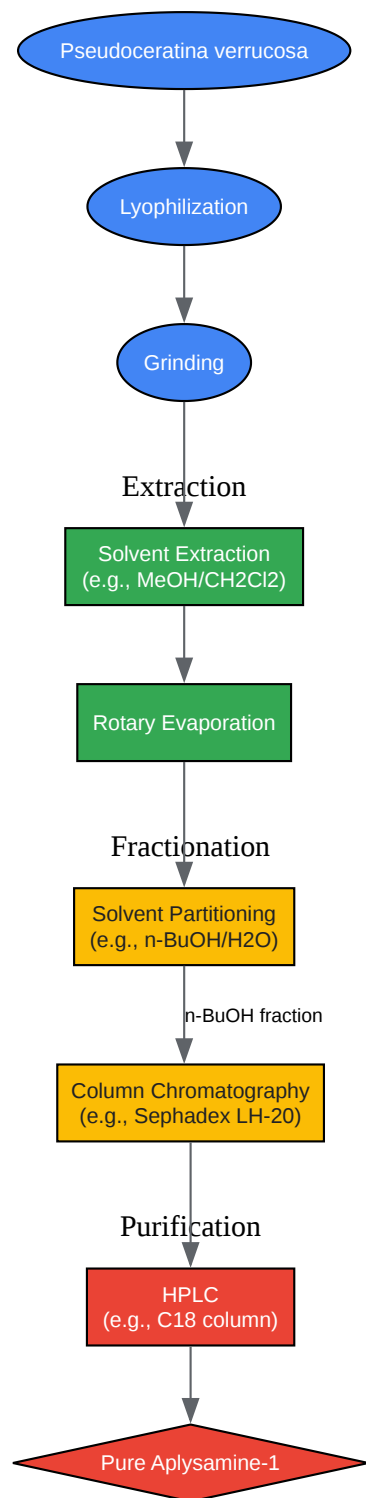 Pseudoceratina verrucosa
Lyophilization
Grinding
Extraction
Solvent Extraction
(e.g., MeOH/CH2Cl2)
Rotary Evaporation
Fractionation
Solvent Partitioning
(e.g., n-BuOH/H2O)
n-BuOH fraction
Column Chromatography
(e.g., Sephadex LH-20)
Purification
HPLC
(e.g., C18 column)
Pure Aplysamine-1